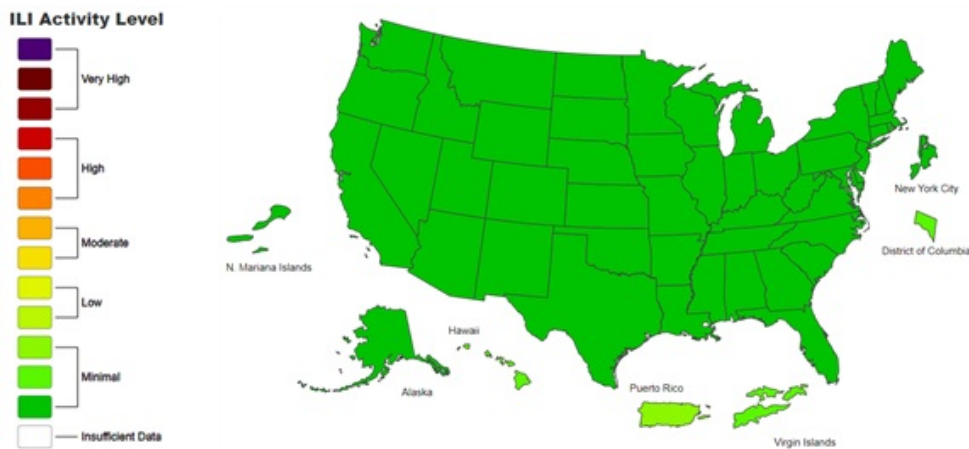 ILI Activity Level
Very High
High
Moderate
Low
Minimal
Insufficient Data
New York City
District of Columbia
N. Mariana Islands
Hawaii
Alaska
Puerto Rico
Virgin Islands